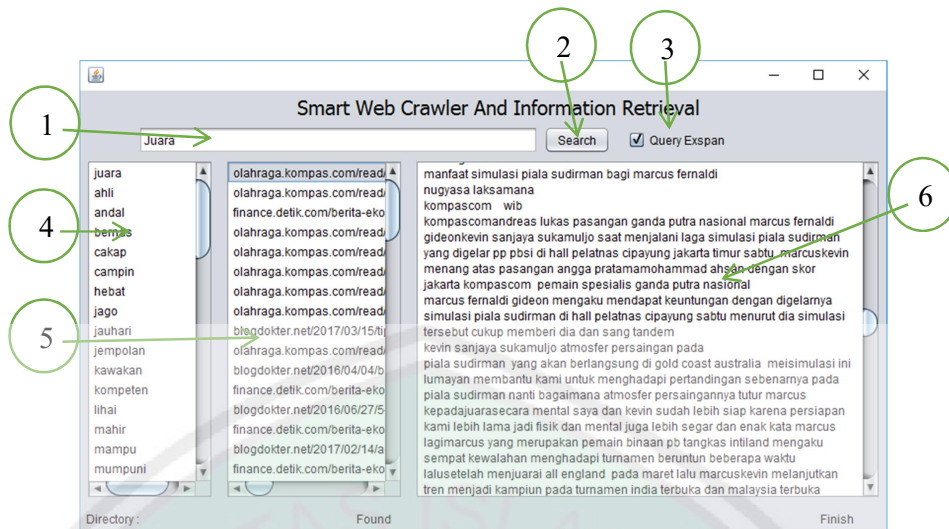 2
3
Smart Web Crawler And Information Retrieval
1
Juara
Search
Query Exspan
juara
ahli
andal
bernas
cakap
campin
hebat
jago
jauhari
jempolan
kawakan
kompeten
lihai
mahir
mampu
mumpuni
4
olahraga.kompas.com/read/
olahraga.kompas.com/read/
finance.detik.com/berita-eko
olahraga.kompas.com/read/
olahraga.kompas.com/read/
olahraga.kompas.com/read/
olahraga.kompas.com/read/
olahraga.kompas.com/read/
blogdokter.net/2017/03/15/tip
olahraga.kompas.com/read/
blogdokter.net/2016/04/04/b
finance.detik.com/berita-eko
blogdokter.net/2016/06/27/5-
finance.detik.com/berita-eko
blogdokter.net/2017/02/14/a
finance.detik.com/berita-eko
5
manfaat simulasi piala sudirman bagi marcus fernaldi
nugyasa laksamana
kompascom wib
kompascomandreas lukas pasangan ganda putra nasional marcus fernaldi
gideonkevin sanjaya sukamuljo saat menjalani laga simulasi piala sudirman
yang digelar pp pbsi di hall pelatnas cipayung jakarta timur sabtu marcuskevin
menang atas pasangan angga pratamamohammad ahsan dengan skor
jakarta kompascom pemain spesialis ganda putra nasional
marcus fernaldi gideon mengaku mendapat keuntungan dengan digelarnya
simulasi piala sudirman di hall pelatnas cipayung sabtu menurut dia simulasi
tersebut cukup memberi dia dan sang tandem
kevin sanjaya sukamuljo atmosfer persaingan pada
piala sudirman yang akan berlangsung di gold coast australia meisimulasi ini
lumayan membantu kami untuk menghadapi pertandingan sebenarnya pada
piala sudirman nanti bagaimana atmosfer persaingannya tutur marcus
kepadajuarasecara mental saya dan kevin sudah lebih siap karena persiapan
kami lebih lama jadi fisik dan mental juga lebih segar dan enak kata marcus
lagimarcus yang merupakan pemain binaan pb tangkas intiland mengaku
sempat kewalahan menghadapi turnamen beruntun beberapa waktu
lalusetelah menjuarai all england pada maret lalu marcuskevin melanjutkan
tren menjadi kampiun pada turnamen india terbuka dan malaysia terbuka
6
Directory :
Found
Finish